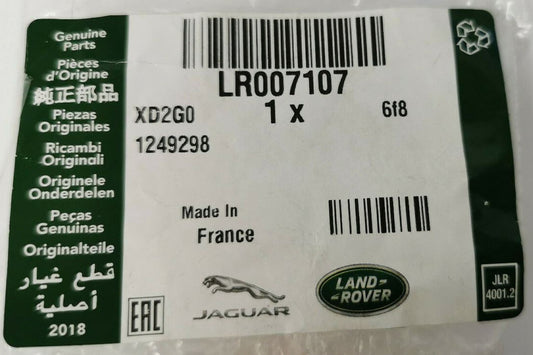 Genuine
Parts
Pièces
d'Origine
純正部品
Piezas
Originales
Ricambi
Originali
Originele
Onderdelen
Peças
Genuinas
Originalteile
قطع غيار
أصلية
2018
LR007107
1 x
6f8
XD2G0
1249298
Made In
France
EAC
JAGUAR
LAND-
-ROVER
JLR
4001.2